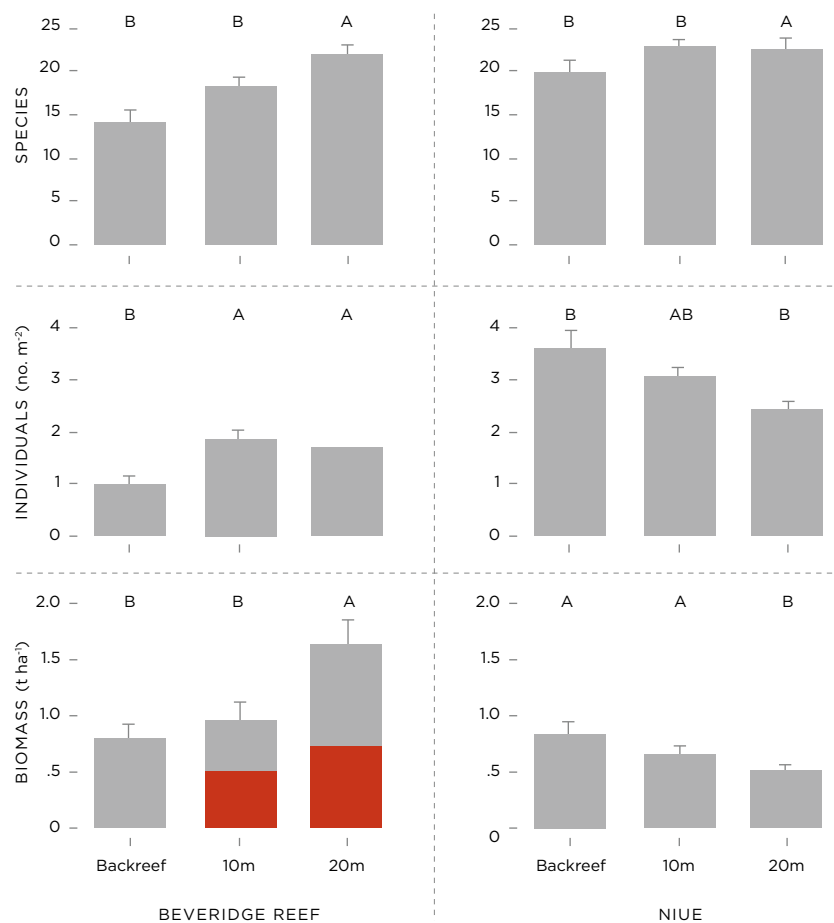 B B A
25
20
15
10
5
0
SPECIES
B B A
25
20
15
10
5
0
B A A
4
3
2
1
0
INDIVIDUALS (no. m⁻²)
B AB B
4
3
2
1
0
B B A
2.0
1.5
1.0
.5
0
BIOMASS (t ha⁻¹)
Backreef 10m 20m
BEVERIDGE REEF
A A B
2.0
1.5
1.0
.5
0
Backreef 10m 20m
NIUE